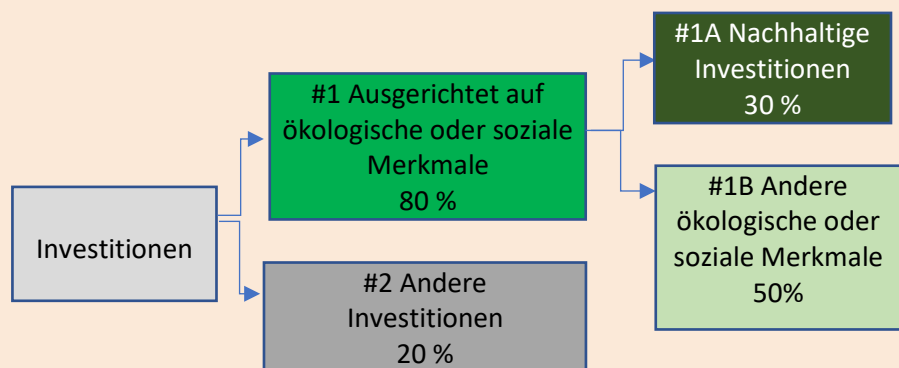 Investitionen
#1 Ausgerichtet auf
ökologische oder soziale
Merkmale
80 %
#2 Andere
Investitionen
20 %
#1A Nachhaltige
Investitionen
30 %
#1B Andere
ökologische oder
soziale Merkmale
50%